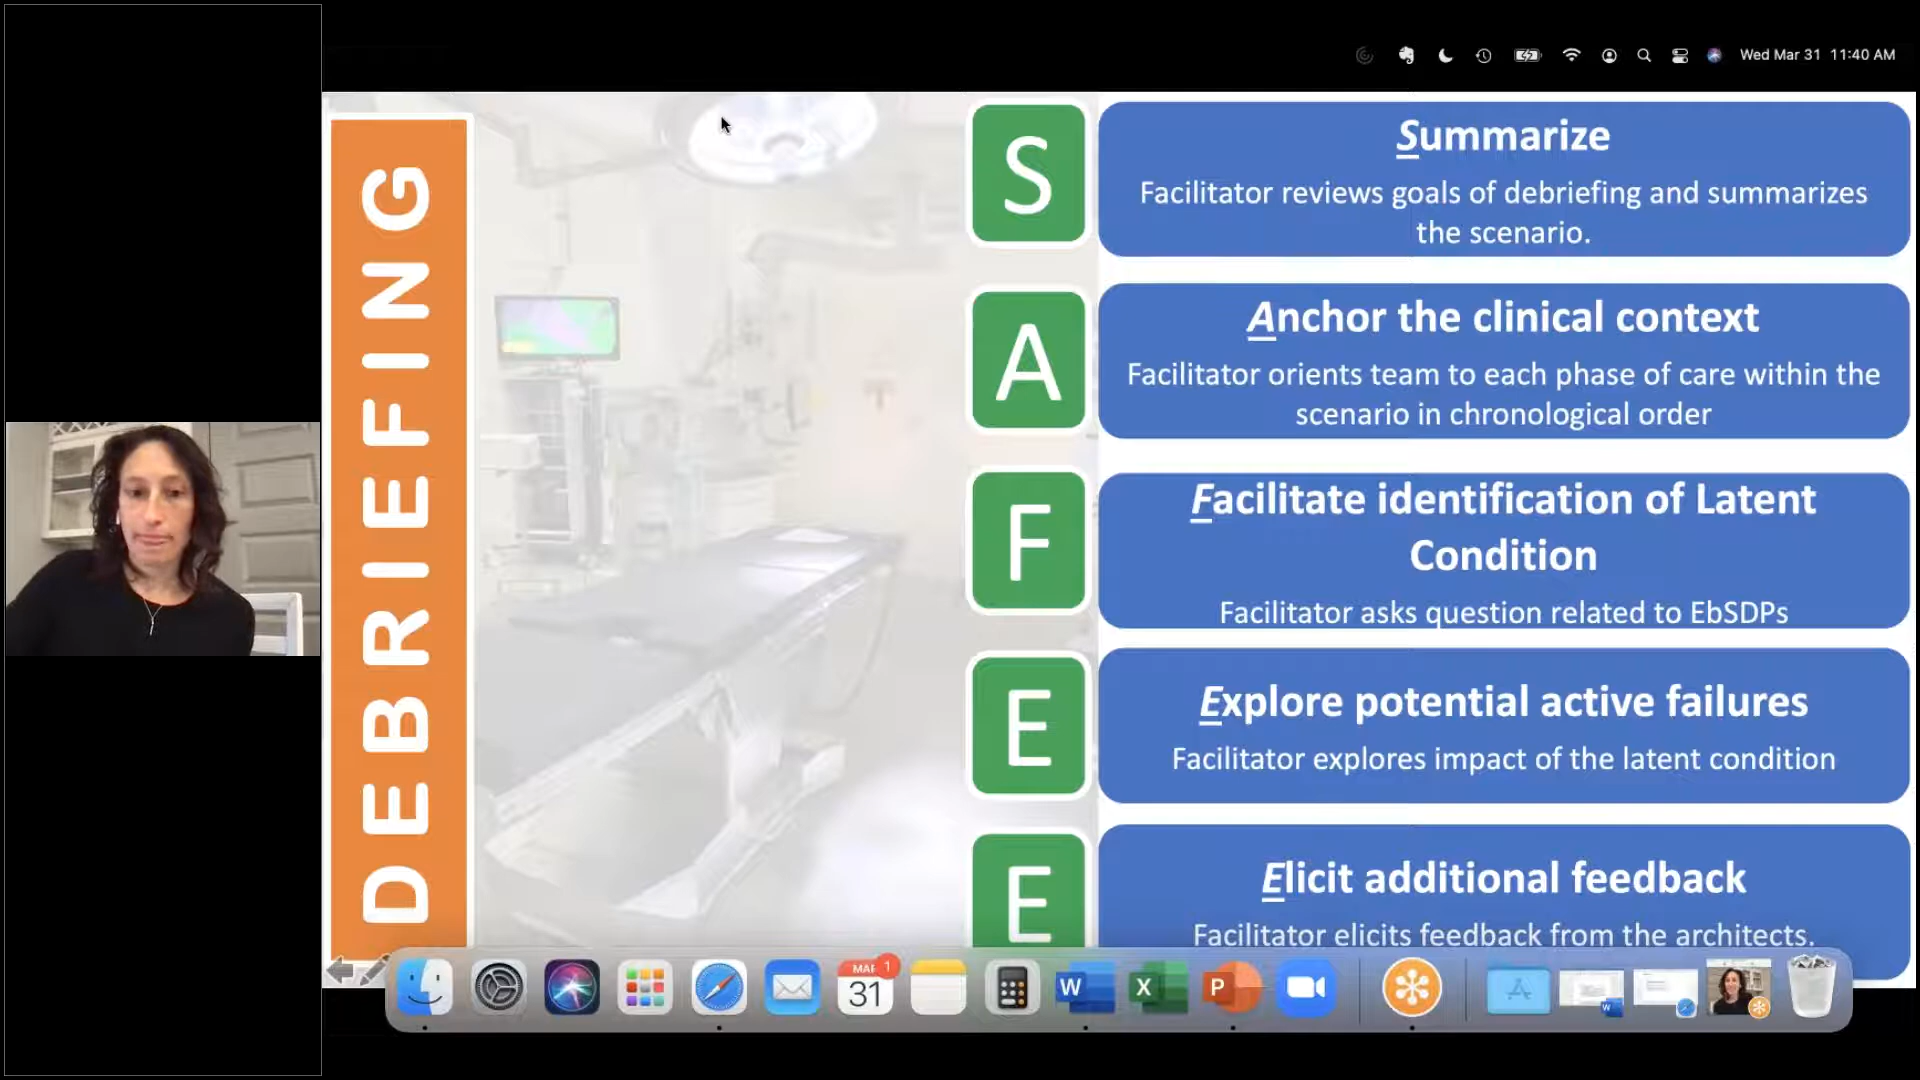 Wed Mar 31 11:40 AM
DEBRIEFING
S
Summarize
Facilitator reviews goals of debriefing and summarizes
the scenario.
A
Anchor the clinical context
Facilitator orients team to each phase of care within the
scenario in chronological order
F
Facilitate identification of Latent
Condition
Facilitator asks question related to EbSDPs
E
Explore potential active failures
Facilitator explores impact of the latent condition
E
Elicit additional feedback
Facilitator elicits feedback from the architects.
MAR 1
31
W
X
P